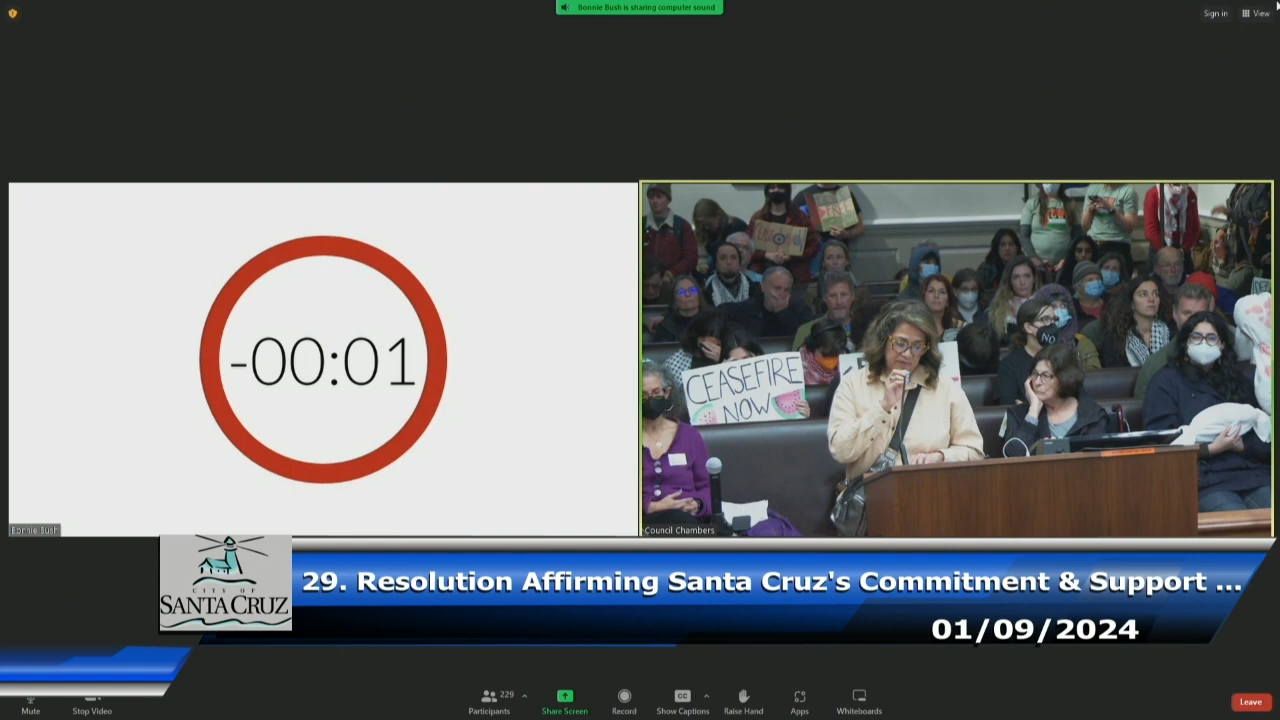 Bonnie Bush is sharing computer sound
Sign in
View
-00:01
FREE
CEASEFIRE
NOW
No
Bonnie Bush
Council Chambers
CITY OF
SANTA CRUZ
29. Resolution Affirming Santa Cruz's Commitment & Support ...
01/09/2024
229
CC
Mute
Stop Video
Participants
Share Screen
Record
Show Captions
Raise Hand
Apps
Whiteboards
Leave